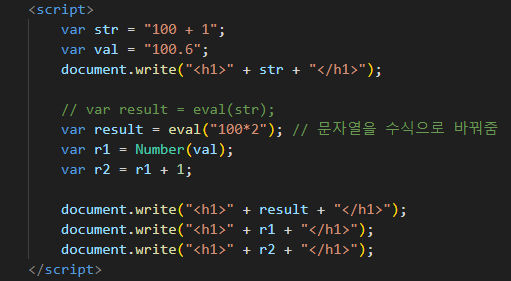 <script>
var str = "100 + 1";
var val = "100.6";
document.write("<h1>" + str + "</h1>");
// var result = eval(str);
var result = eval("100*2"); // 문자열을 수식으로 바꿔줌
var r1 = Number(val);
var r2 = r1 + 1;
document.write("<h1>" + result + "</h1>");
document.write("<h1>" + r1 + "</h1>");
document.write("<h1>" + r2 + "</h1>");
</script>